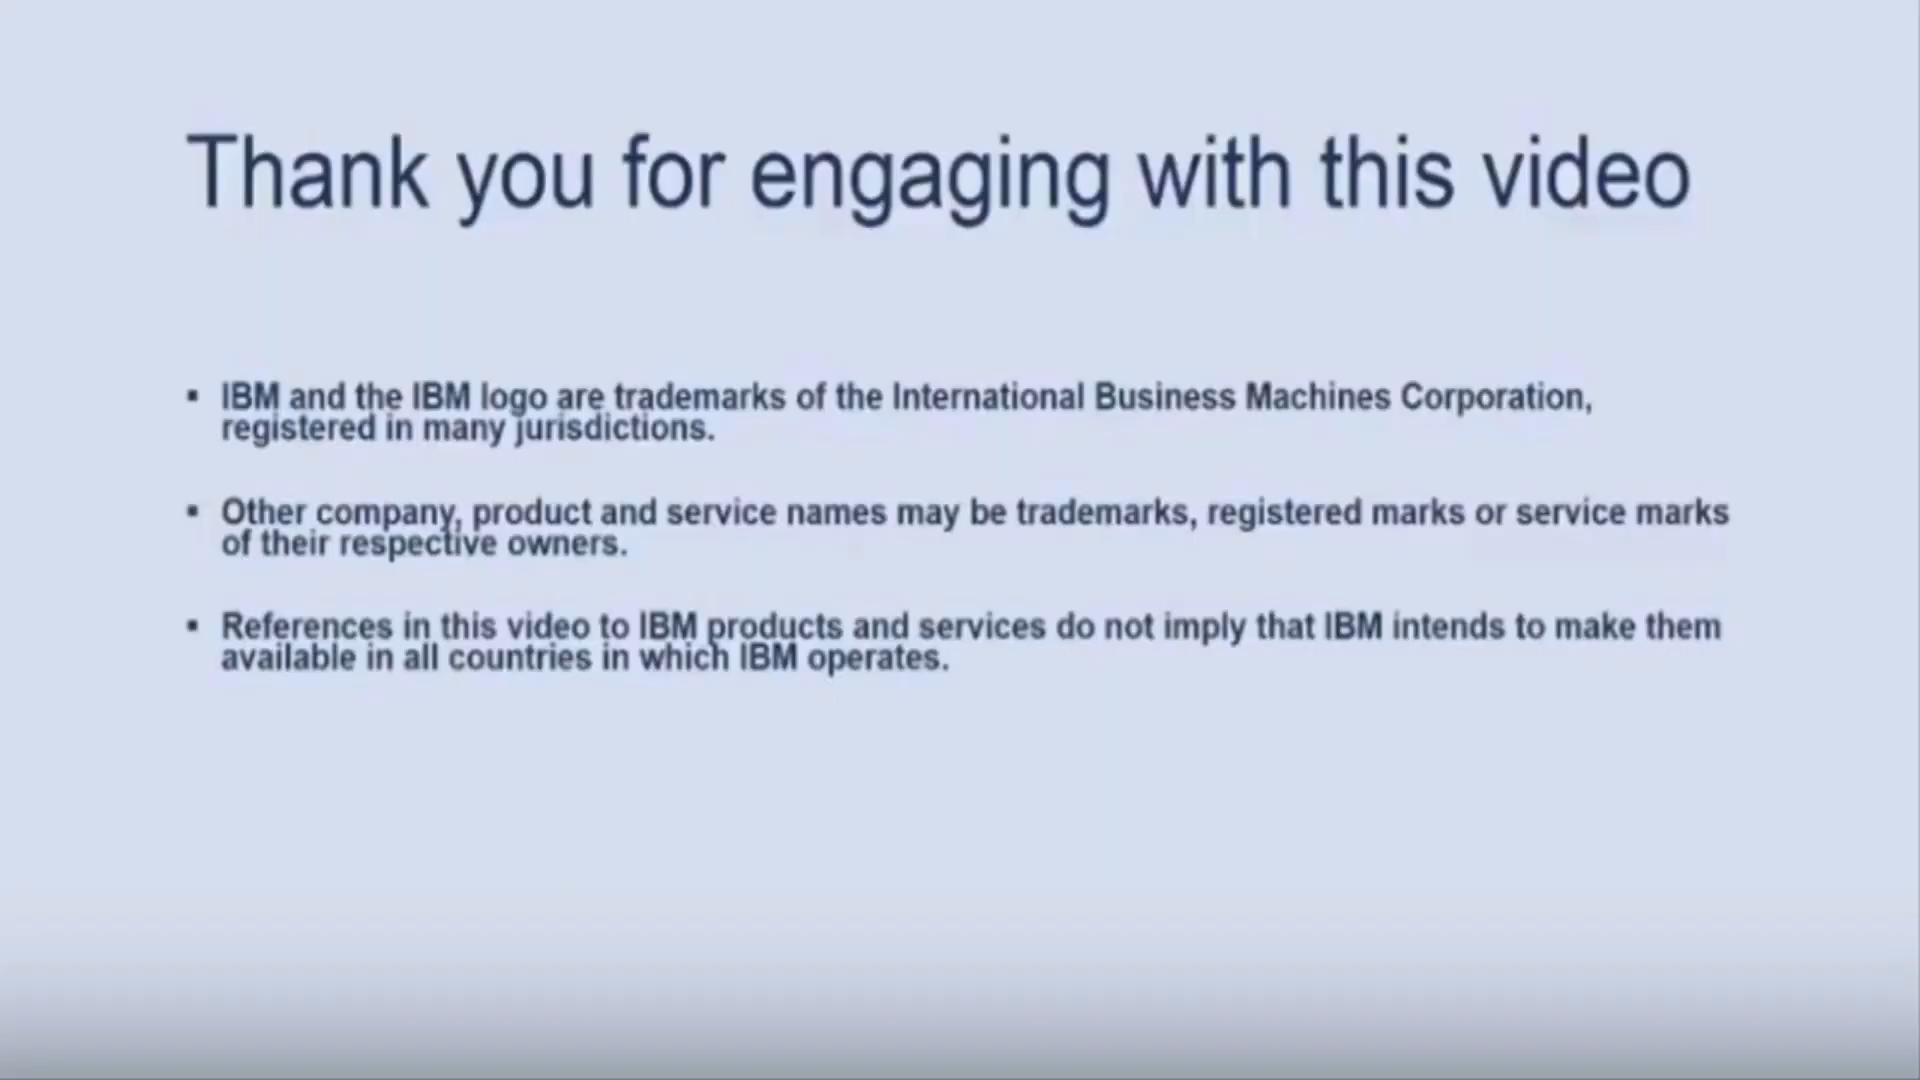 Thank you for engaging with this video
▪ IBM and the IBM logo are trademarks of the International Business Machines Corporation,
registered in many jurisdictions.
▪ Other company, product and service names may be trademarks, registered marks or service marks
of their respective owners.
▪ References in this video to IBM products and services do not imply that IBM intends to make them
available in all countries in which IBM operates.